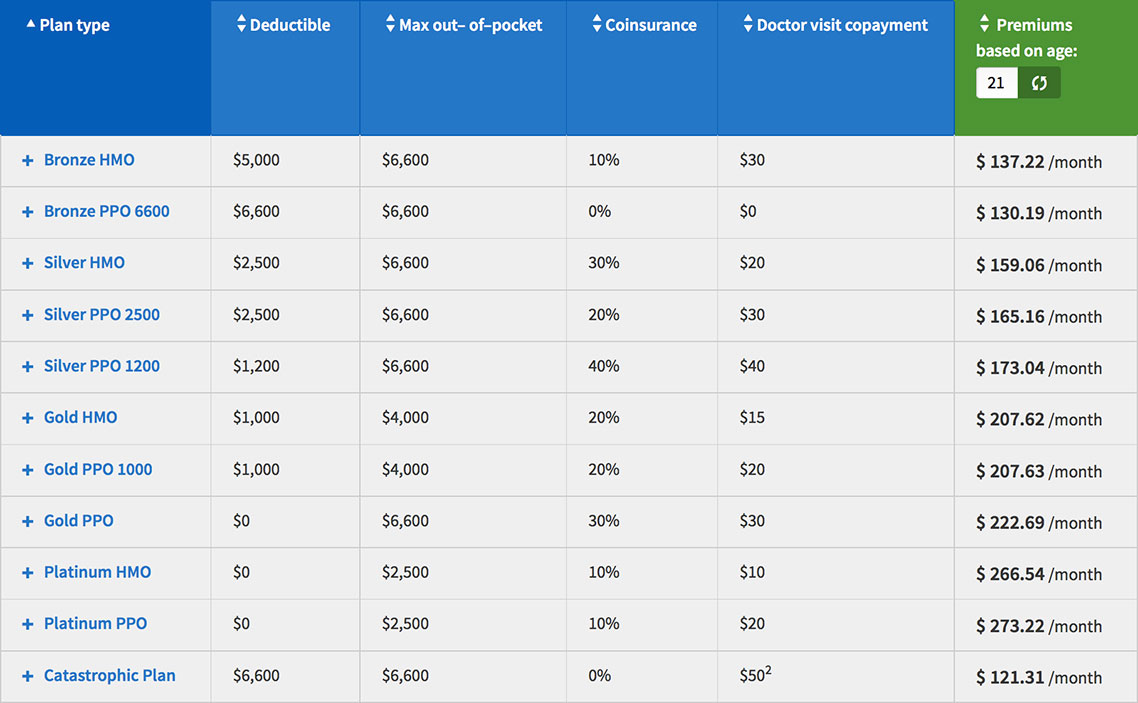 Plan type Deductible Max out– of–pocket Coinsurance Doctor visit copayment Premiums
based on age:
21
Bronze HMO $5,000 $6,600 10% $30 $ 137.22 /month
Bronze PPO 6600 $6,600 $6,600 0% $0 $ 130.19 /month
Silver HMO $2,500 $6,600 30% $20 $ 159.06 /month
Silver PPO 2500 $2,500 $6,600 20% $30 $ 165.16 /month
Silver PPO 1200 $1,200 $6,600 40% $40 $ 173.04 /month
Gold HMO $1,000 $4,000 20% $15 $ 207.62 /month
Gold PPO 1000 $1,000 $4,000 20% $20 $ 207.63 /month
Gold PPO $0 $6,600 30% $30 $ 222.69 /month
Platinum HMO $0 $2,500 10% $10 $ 266.54 /month
Platinum PPO $0 $2,500 10% $20 $ 273.22 /month
Catastrophic Plan $6,600 $6,600 0% $50² $ 121.31 /month